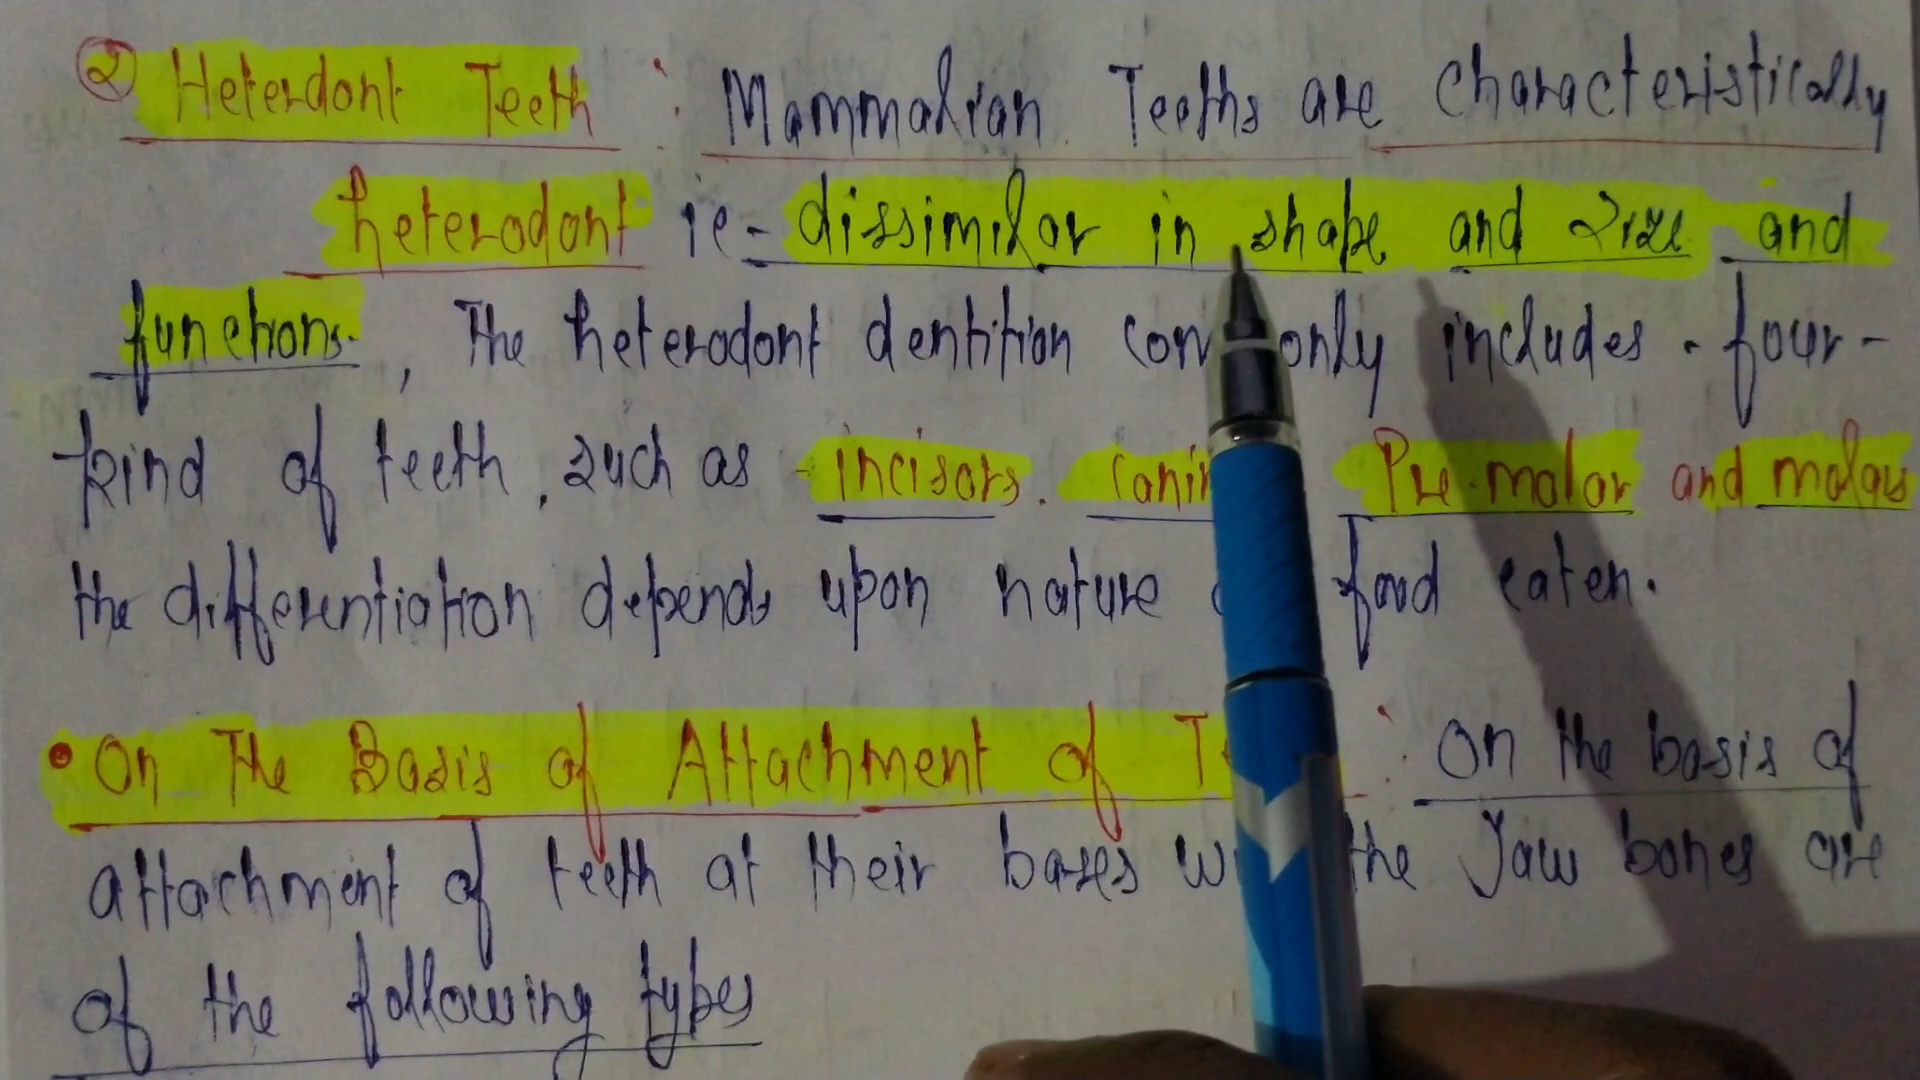 ② Heterdont Teeth : Mammalian Teeths are characteristically
heterodont ie- dissimilar in shape and size and
functions. , The heterodont dentition commonly includes - four -
kind of teeth, such as - incisors. Pre-molar and molars
the differentiation depends upon nature food eaten.
• On The Basis of Attachment of : On the basis of
attachment of teeth at their bases the Jaw bones are
of the following types